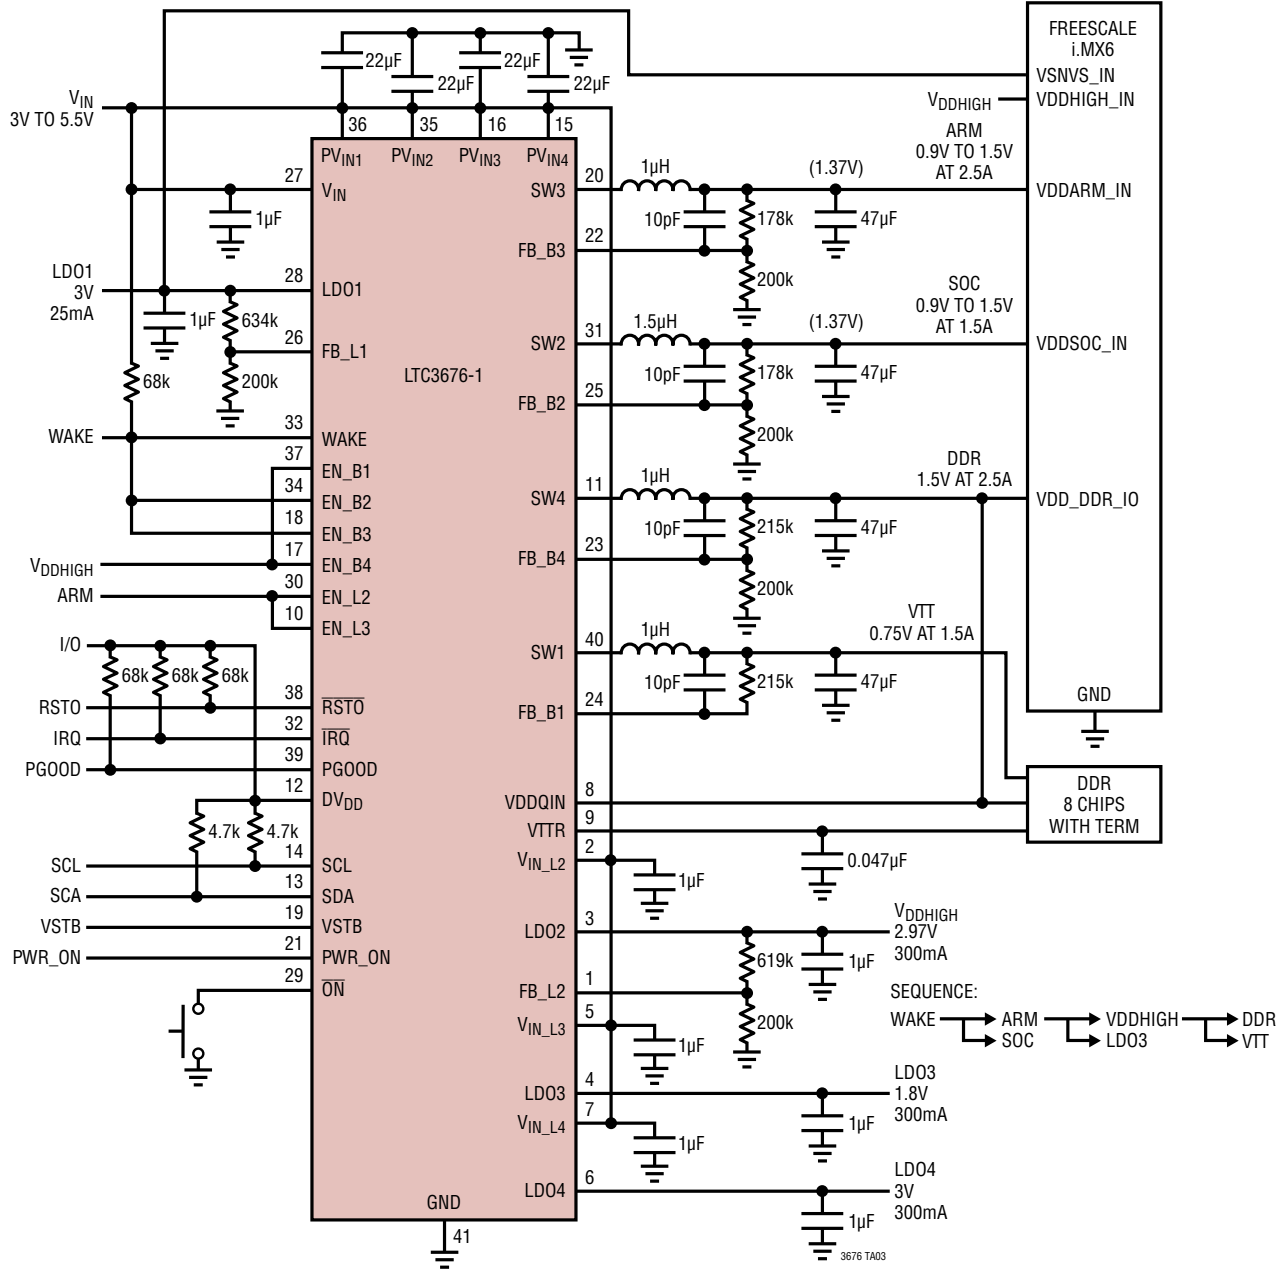 22µF
22µF
22µF
22µF
VIN
3V TO 5.5V
36
35
16
15
PVIN1
PVIN2
PVIN3
PVIN4
27
VIN
1µF
LDO1
3V
25mA
28
LDO1
1µF
634k
26
FB_L1
68k
200k
LTC3676-1
WAKE
33
WAKE
37
EN_B1
34
EN_B2
18
EN_B3
VDDHIGH
17
EN_B4
ARM
30
EN_L2
10
EN_L3
I/O
68k
68k
68k
RSTO
38
RSTO
IRQ
32
IRQ
PGOOD
39
PGOOD
12
DVDD
4.7k
4.7k
SCL
14
SCL
SCA
13
SDA
VSTB
19
VSTB
PWR_ON
21
PWR_ON
29
ON
GND
41
SW3
20
1µH
(1.37V)
ARM
0.9V TO 1.5V
AT 2.5A
10pF
178k
47µF
FB_B3
22
200k
SW2
31
1.5µH
(1.37V)
SOC
0.9V TO 1.5V
AT 1.5A
10pF
178k
47µF
FB_B2
25
200k
SW4
11
1µH
DDR
1.5V AT 2.5A
10pF
215k
47µF
FB_B4
23
200k
SW1
40
1µH
VTT
0.75V AT 1.5A
10pF
215k
47µF
FB_B1
24
VDDQIN
8
VTTR
9
0.047µF
VIN_L2
2
1µF
LDO2
3
VDDHIGH
2.97V
300mA
619k
1µF
FB_L2
1
200k
VIN_L3
5
1µF
LDO3
4
LDO3
1.8V
300mA
1µF
VIN_L4
7
1µF
LDO4
6
LDO4
3V
300mA
1µF
FREESCALE
i.MX6
VSNVS_IN
VDDHIGH
VDDHIGH_IN
VDDARM_IN
VDDSOC_IN
VDD_DDR_IO
GND
DDR
8 CHIPS
WITH TERM
SEQUENCE:
WAKE ARM VDDHIGH DDR
SOC LDO3 VTT
3676 TA03